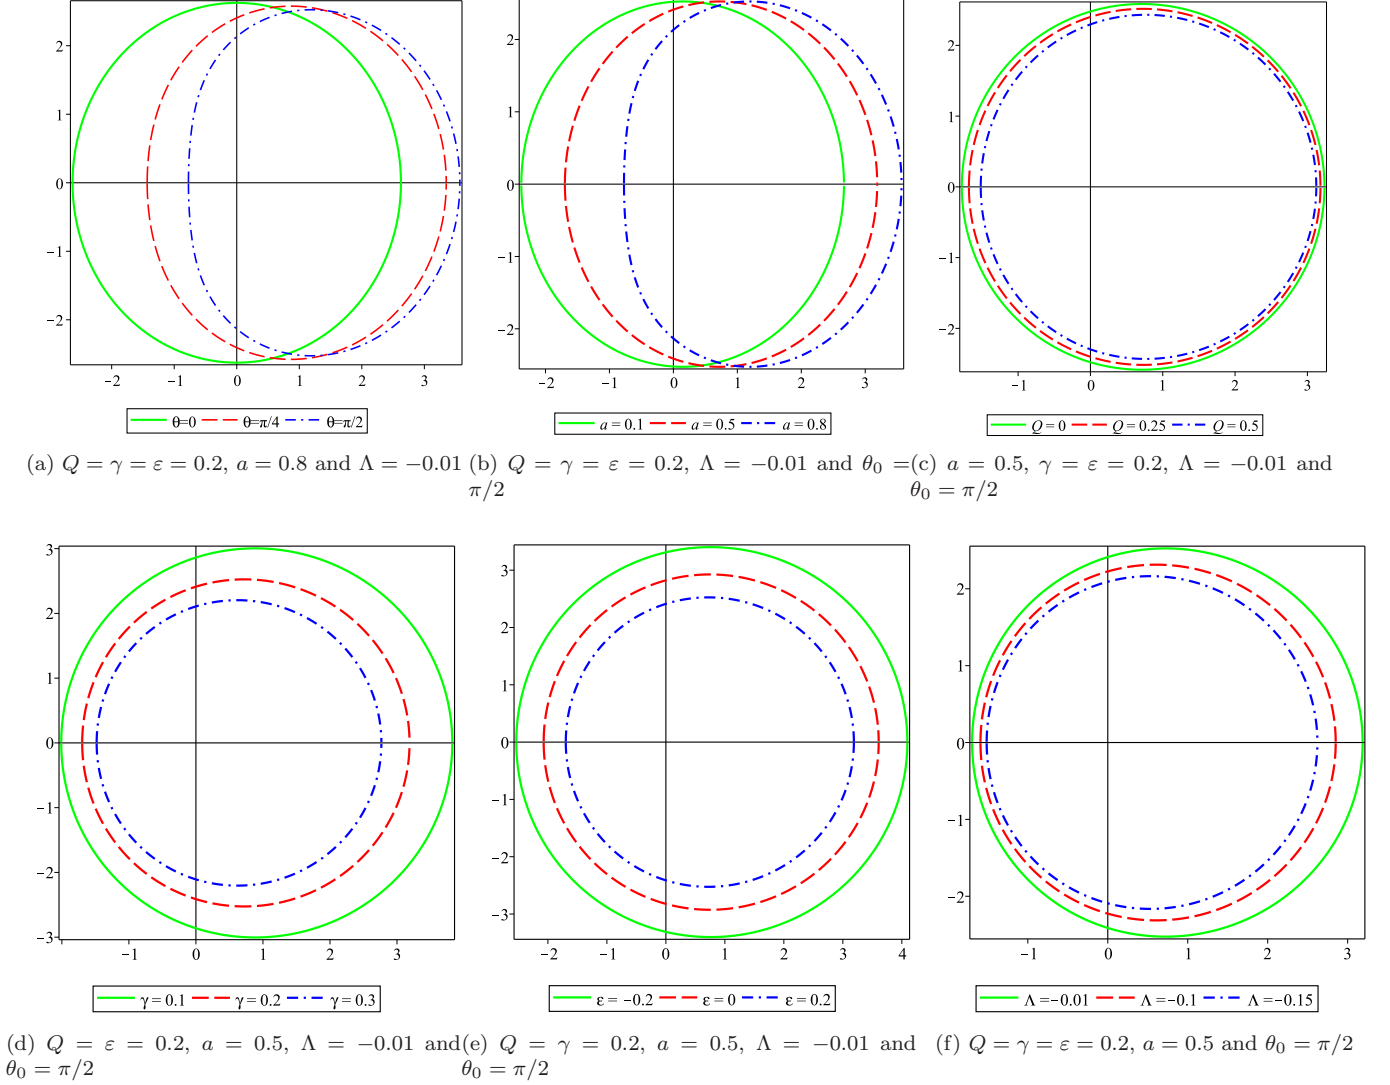 2
1
0
−1
−2
−2 −1 0 1 2 3
θ=0 θ=π/4 θ=π/2
2
1
0
−1
−2
−2 −1 0 1 2 3
a = 0.1 a = 0.5 a = 0.8
2
1
0
−1
−2
−1 0 1 2 3
Q = 0 Q = 0.25 Q = 0.5
(a) Q = γ = ε = 0.2, a = 0.8 and Λ = −0.01
(b) Q = γ = ε = 0.2, Λ = −0.01 and θ0 =
π/2
(c) a = 0.5, γ = ε = 0.2, Λ = −0.01 and
θ0 = π/2
3
2
1
0
−1
−2
−3
−2 −1 0 1 2 3
γ = 0.1 γ = 0.2 γ = 0.3
3
2
1
0
−1
−2
−3
−2 −1 0 1 2 3 4
ε = −0.2 ε = 0 ε = 0.2
2
1
0
−1
−2
−1 0 1 2 3
Λ =−0.01 Λ =−0.1 Λ =−0.15
(d) Q = ε = 0.2, a = 0.5, Λ = −0.01 and
θ0 = π/2
(e) Q = γ = 0.2, a = 0.5, Λ = −0.01 and
θ0 = π/2
(f) Q = γ = ε = 0.2, a = 0.5 and θ0 = π/2